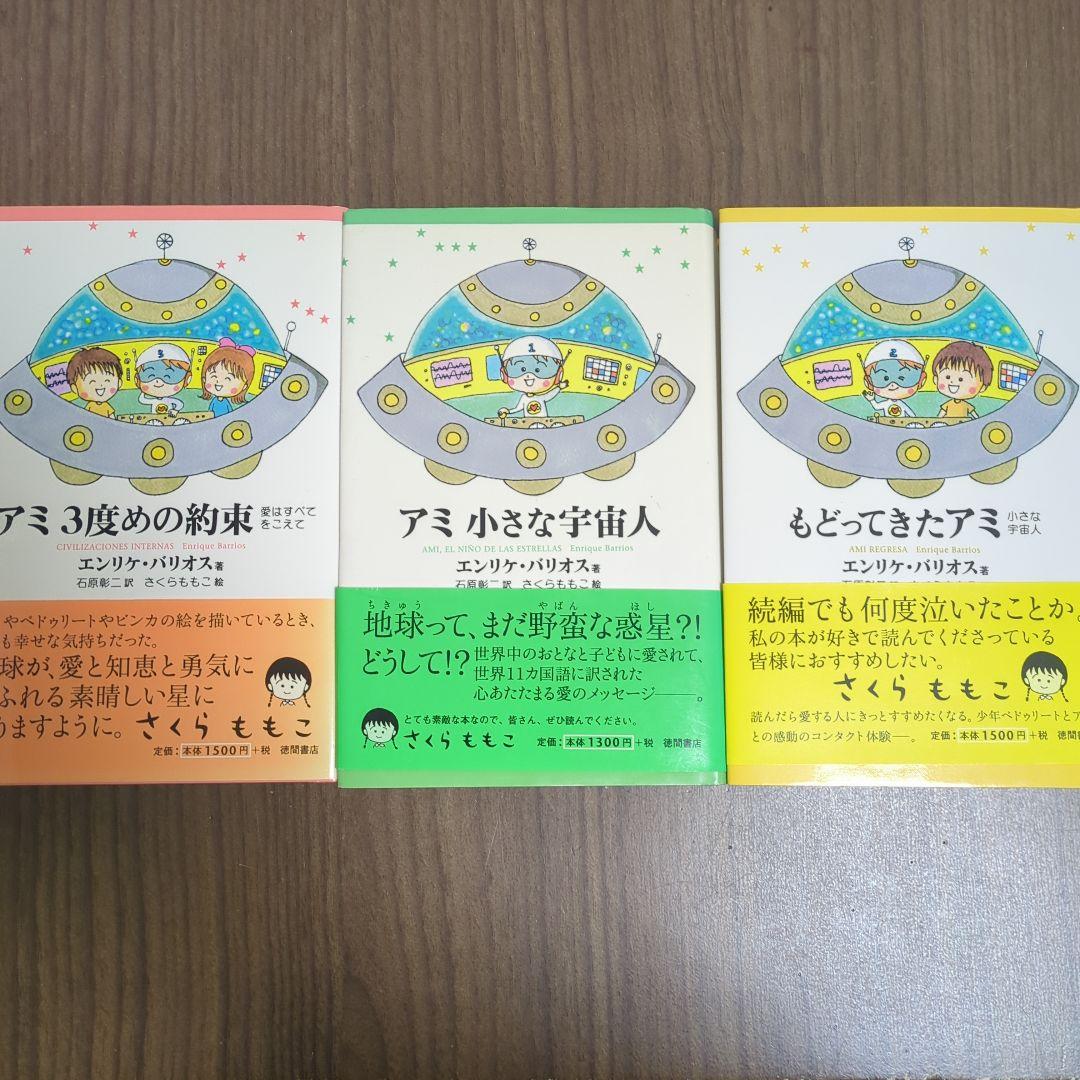 3
アミ 3度めの約束 愛はすべて
をこえて
CIVILIZACIONES INTERNAS Enrique Barrios
エンリケ・バリオス著
石原彰二 訳 さくらももこ 絵
やペドゥリートやビンカの絵を描いているとき、
も幸せな気持ちだった。
球が、愛と知恵と勇気に
ふれる素晴しい星に
りますように。さくら ももこ
定価：本体1500円+税 徳間書店
1
アミ 小さな宇宙人
AMI, EL NIÑO DE LAS ESTRELLAS Enrique Barrios
エンリケ・バリオス著
石原彰二 訳 さくらももこ 絵
ちきゅう やばん ほし
地球って、まだ野蛮な惑星?!
どうして!? 世界中のおとなと子どもに愛されて、
世界11カ国語に訳された
心あたたまる愛のメッセージ――。
とても素敵な本なので、皆さん、ぜひ読んでください。
さくら ももこ 定価：本体1300円+税 徳間書店
2
もどってきたアミ 小さな
宇宙人
AMI REGRESA Enrique Barrios
エンリケ・バリオス著
続編でも何度泣いたことか。
私の本が好きで読んでくださっている
皆様におすすめしたい。
さくら ももこ
読んだら愛する人にきっとすすめたくなる。少年ペドゥリートとア
との感動のコンタクト体験―。 定価：本体1500円+税 徳間書